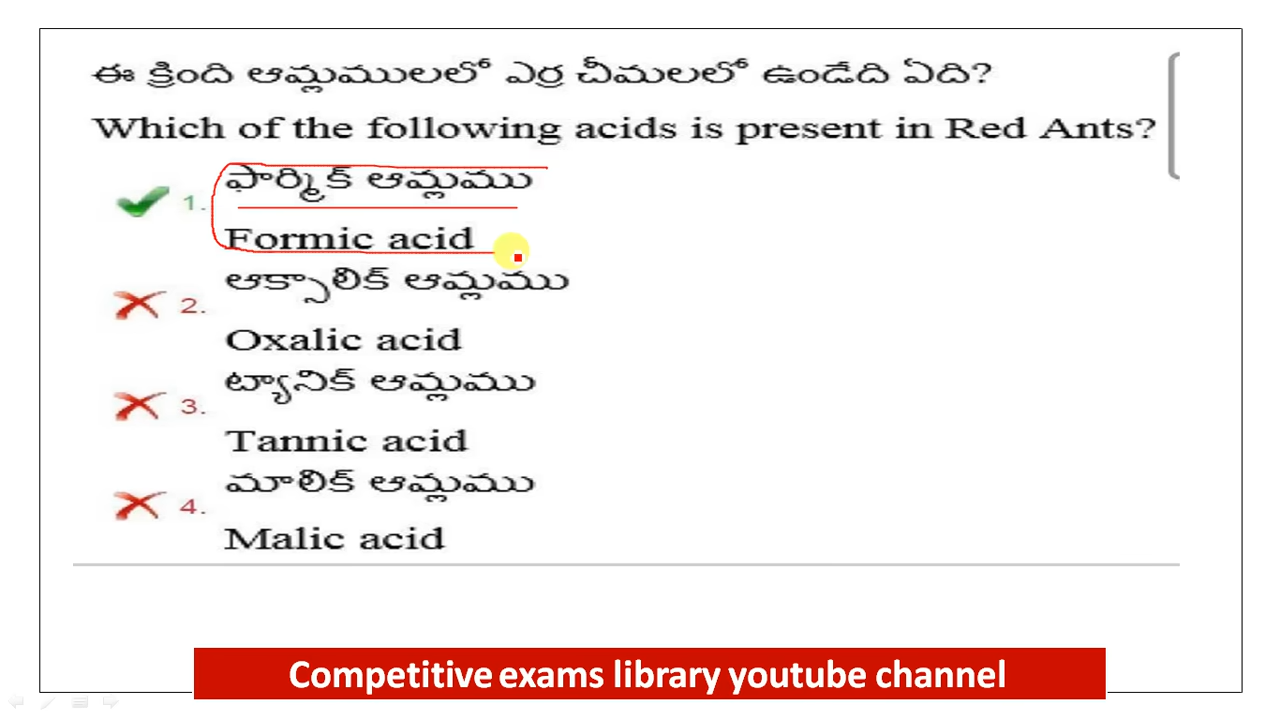 ఈ క్రింది ఆమ్లములలో ఎర్ర చీమలలో ఉండేది ఏది?
Which of the following acids is present in Red Ants?
1. ఫార్మిక్ ఆమ్లము
Formic acid
2. ఆక్సాలిక్ ఆమ్లము
Oxalic acid
3. ట్యానిక్ ఆమ్లము
Tannic acid
4. మాలిక్ ఆమ్లము
Malic acid
Competitive exams library youtube channel